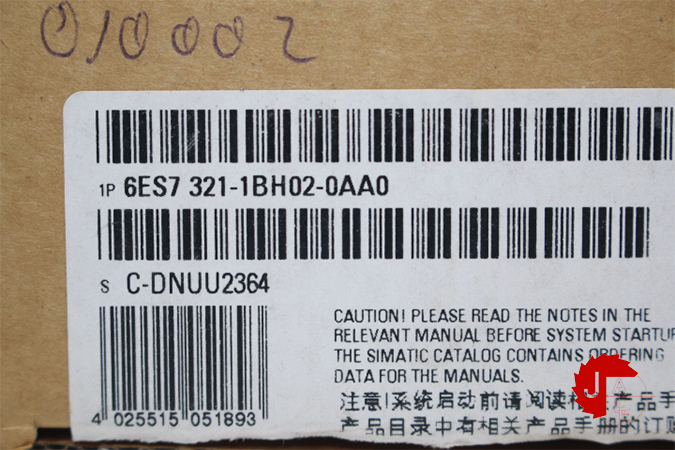 010002
1P 6ES7 321-1BH02-0AA0
S C-DNUU2364
CAUTION! PLEASE READ THE NOTES IN THE
RELEVANT MANUAL BEFORE SYSTEM STARTUP
THE SIMATIC CATALOG CONTAINS ORDERING
DATA FOR THE MANUALS.
注意!系统启动前请阅读相关产品手
产品目录中有相关产品手册的订购
4 025515 051893
JA